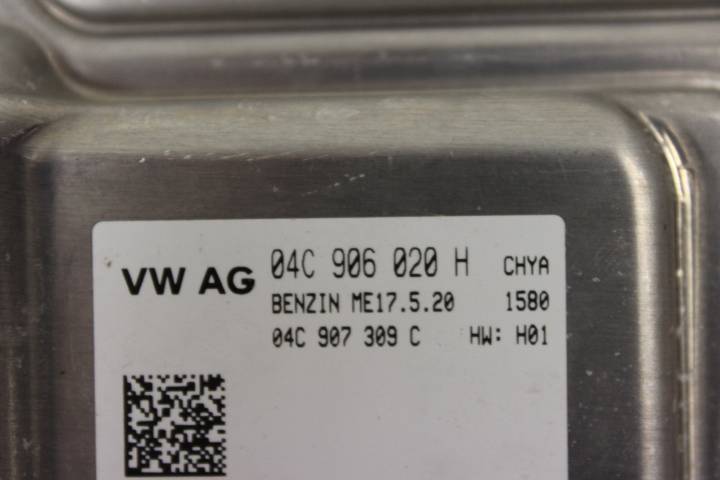 VW AG 04C 906 020 H CHYA
BENZIN ME17.5.20 1580
04C 907 309 C HW: H01